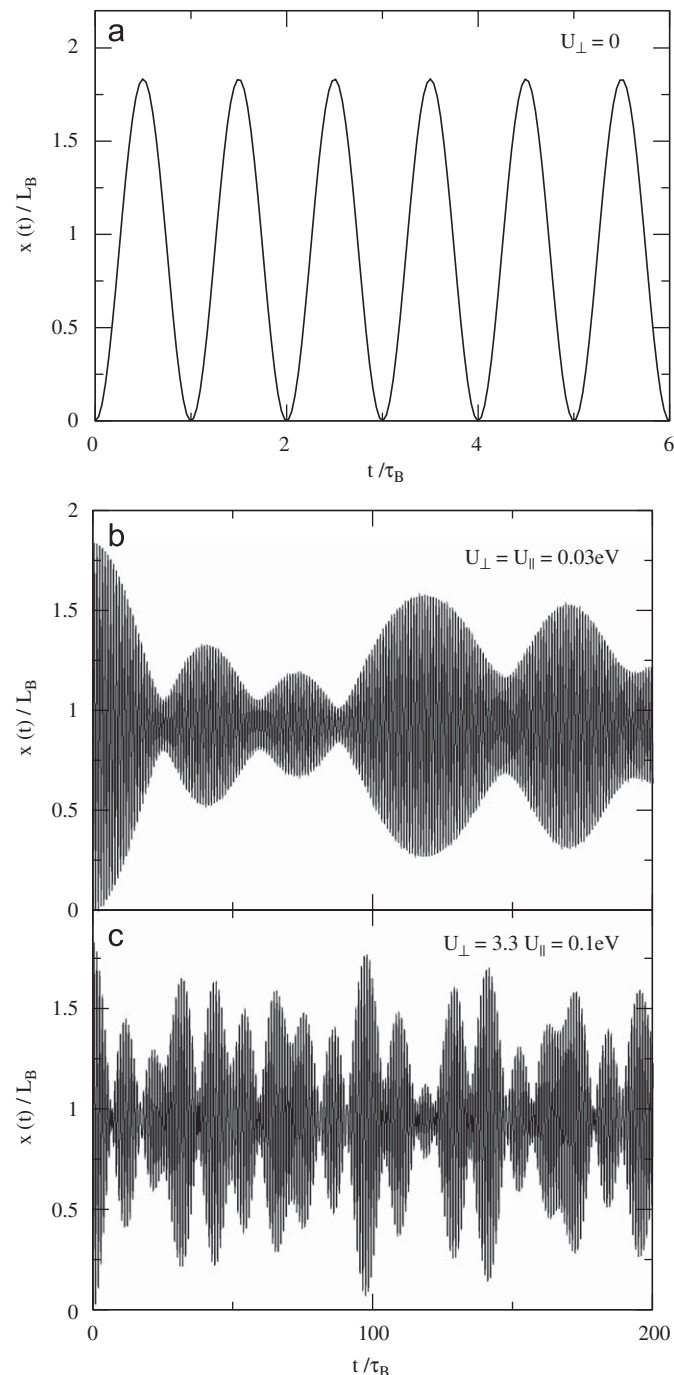 a
U⊥ = 0
2
1.5
1
0.5
0
x (t) / L_B
0 2 4 6
t /τ_B
b
U⊥ = U|| = 0.03eV
2
1.5
1
0.5
0
x (t) / L_B
c
U⊥ = 3.3 U|| = 0.1eV
1.5
1
0.5
0
x (t) / L_B
0 100 200
t /τ_B